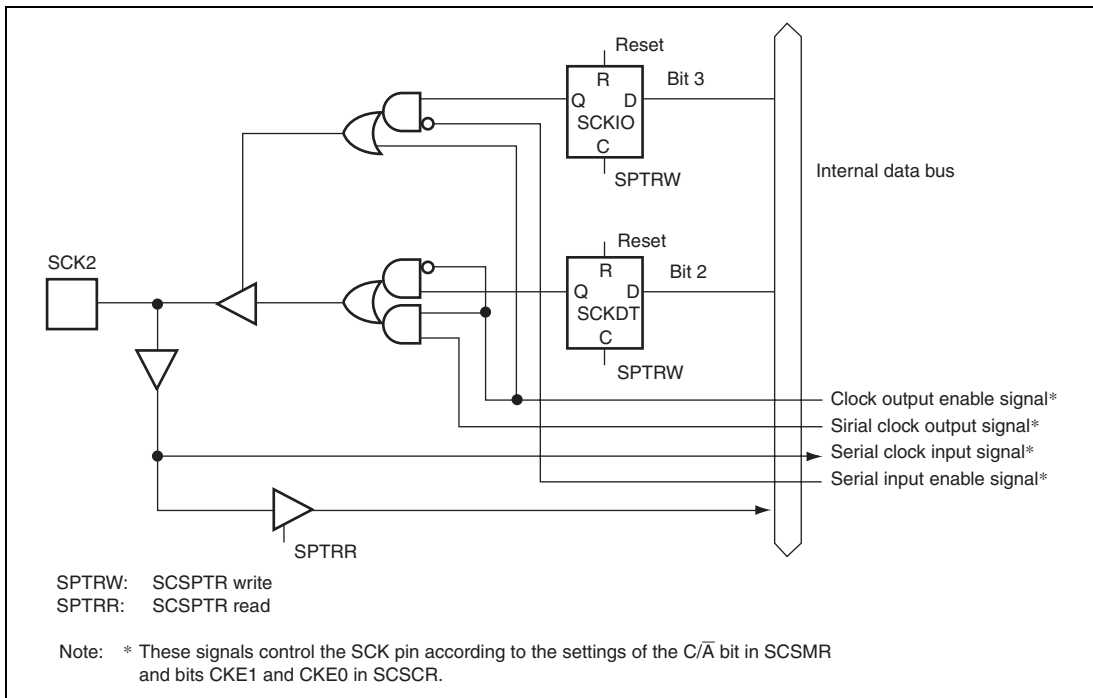 Reset
R
Bit 3
Q D
SCKIO
C
SPTRW
Internal data bus
Reset
SCK2
R
Bit 2
Q D
SCKDT
C
SPTRW
Clock output enable signal*
Sirial clock output signal*
Serial clock input signal*
Serial input enable signal*
SPTRR
SPTRW: SCSPTR write
SPTRR: SCSPTR read
Note: * These signals control the SCK pin according to the settings of the C/A̅ bit in SCSMR
and bits CKE1 and CKE0 in SCSCR.